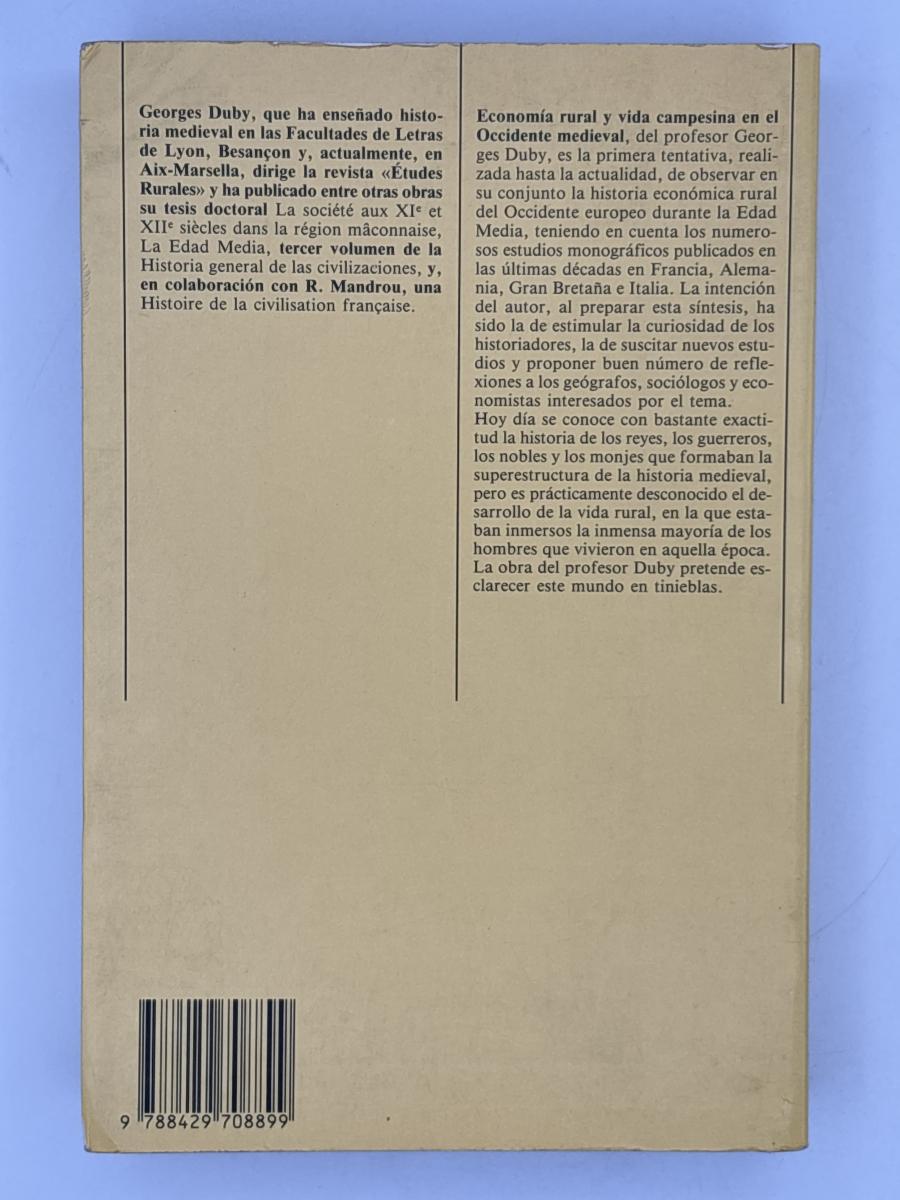 Georges Duby, que ha enseñado histo-
ria medieval en las Facultades de Letras
de Lyon, Besançon y, actualmente, en
Aix-Marsella, dirige la revista «Études
Rurales» y ha publicado entre otras obras
su tesis doctoral La société aux XIe et
XIIe siècles dans la région mâconnaise,
La Edad Media, tercer volumen de la
Historia general de las civilizaciones, y,
en colaboración con R. Mandrou, una
Histoire de la civilisation française.
Economía rural y vida campesina en el
Occidente medieval, del profesor Geor-
ges Duby, es la primera tentativa, reali-
zada hasta la actualidad, de observar en
su conjunto la historia económica rural
del Occidente europeo durante la Edad
Media, teniendo en cuenta los numero-
sos estudios monográficos publicados en
las últimas décadas en Francia, Alema-
nia, Gran Bretaña e Italia. La intención
del autor, al preparar esta síntesis, ha
sido la de estimular la curiosidad de los
historiadores, la de suscitar nuevos estu-
dios y proponer buen número de refle-
xiones a los geógrafos, sociólogos y eco-
nomistas interesados por el tema.
Hoy día se conoce con bastante exacti-
tud la historia de los reyes, los guerreros,
los nobles y los monjes que formaban la
superestructura de la historia medieval,
pero es prácticamente desconocido el de-
sarrollo de la vida rural, en la que esta-
ban inmersos la inmensa mayoría de los
hombres que vivieron en aquella época.
La obra del profesor Duby pretende es-
clarecer este mundo en tinieblas.
9 788429 708899